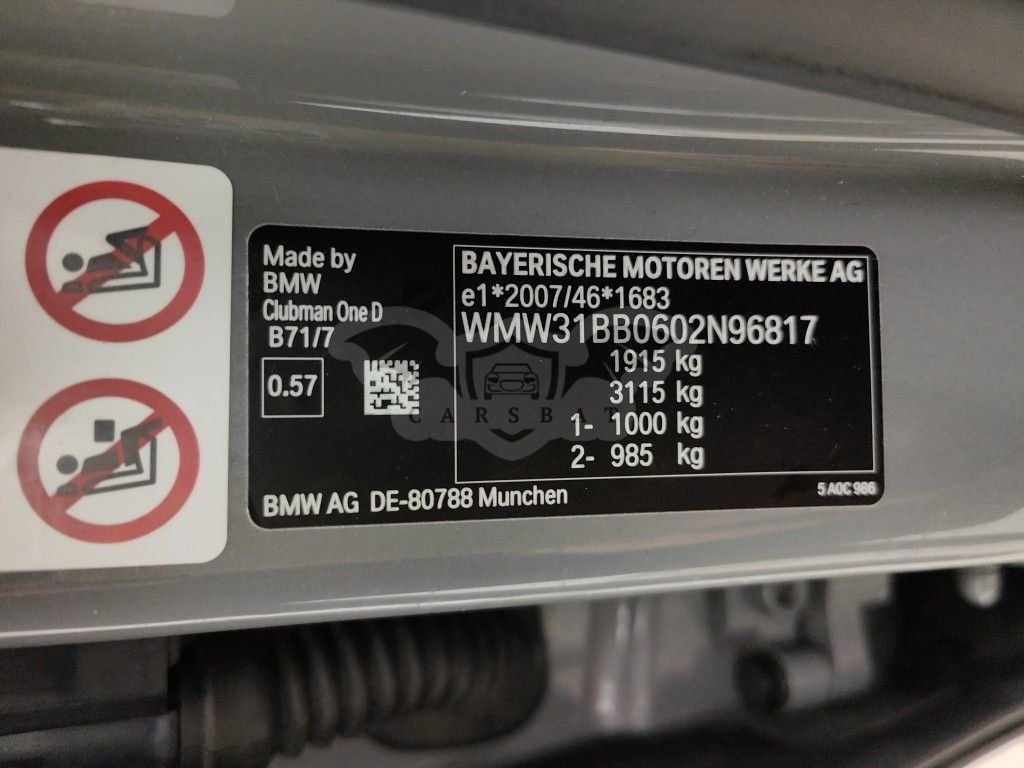 Made by
BMW
Clubman One D
B71/7
0.57
BAYERISCHE MOTOREN WERKE AG
e1*2007/46*1683
WMW31BB0602N96817
1915 kg
3115 kg
1- 1000 kg
2- 985 kg
CARSBAT
BMW AG DE-80788 Munchen
5 A0C 986